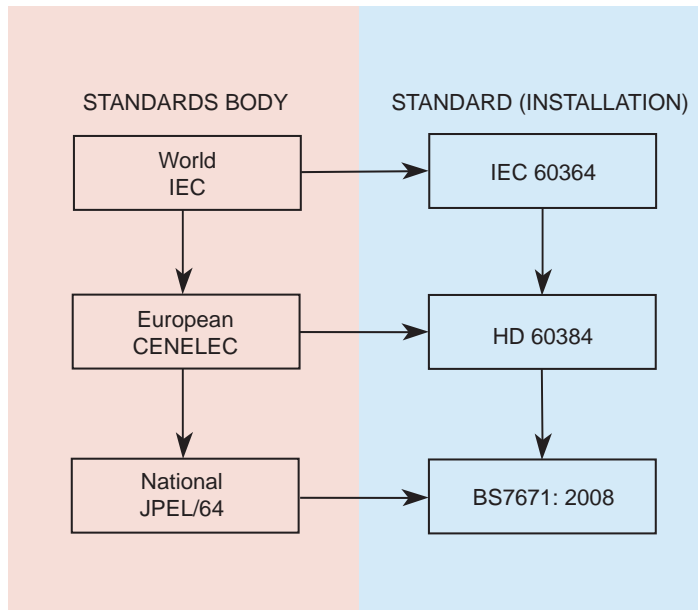 STANDARDS BODY
STANDARD (INSTALLATION)
World
IEC
IEC 60364
European
CENELEC
HD 60384
National
JPEL/64
BS7671: 2008